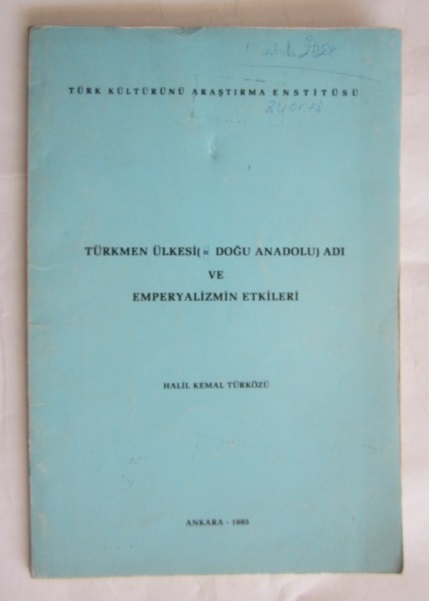 TÜRK KÜLTÜRÜNÜ ARAŞTIRMA ENSTİTÜSÜ
TÜRKMEN ÜLKESİ(= DOĞU ANADOLU) ADI
VE
EMPERYALİZMİN ETKİLERİ
HALİL KEMAL TÜRKÖZÜ
ANKARA - 1985